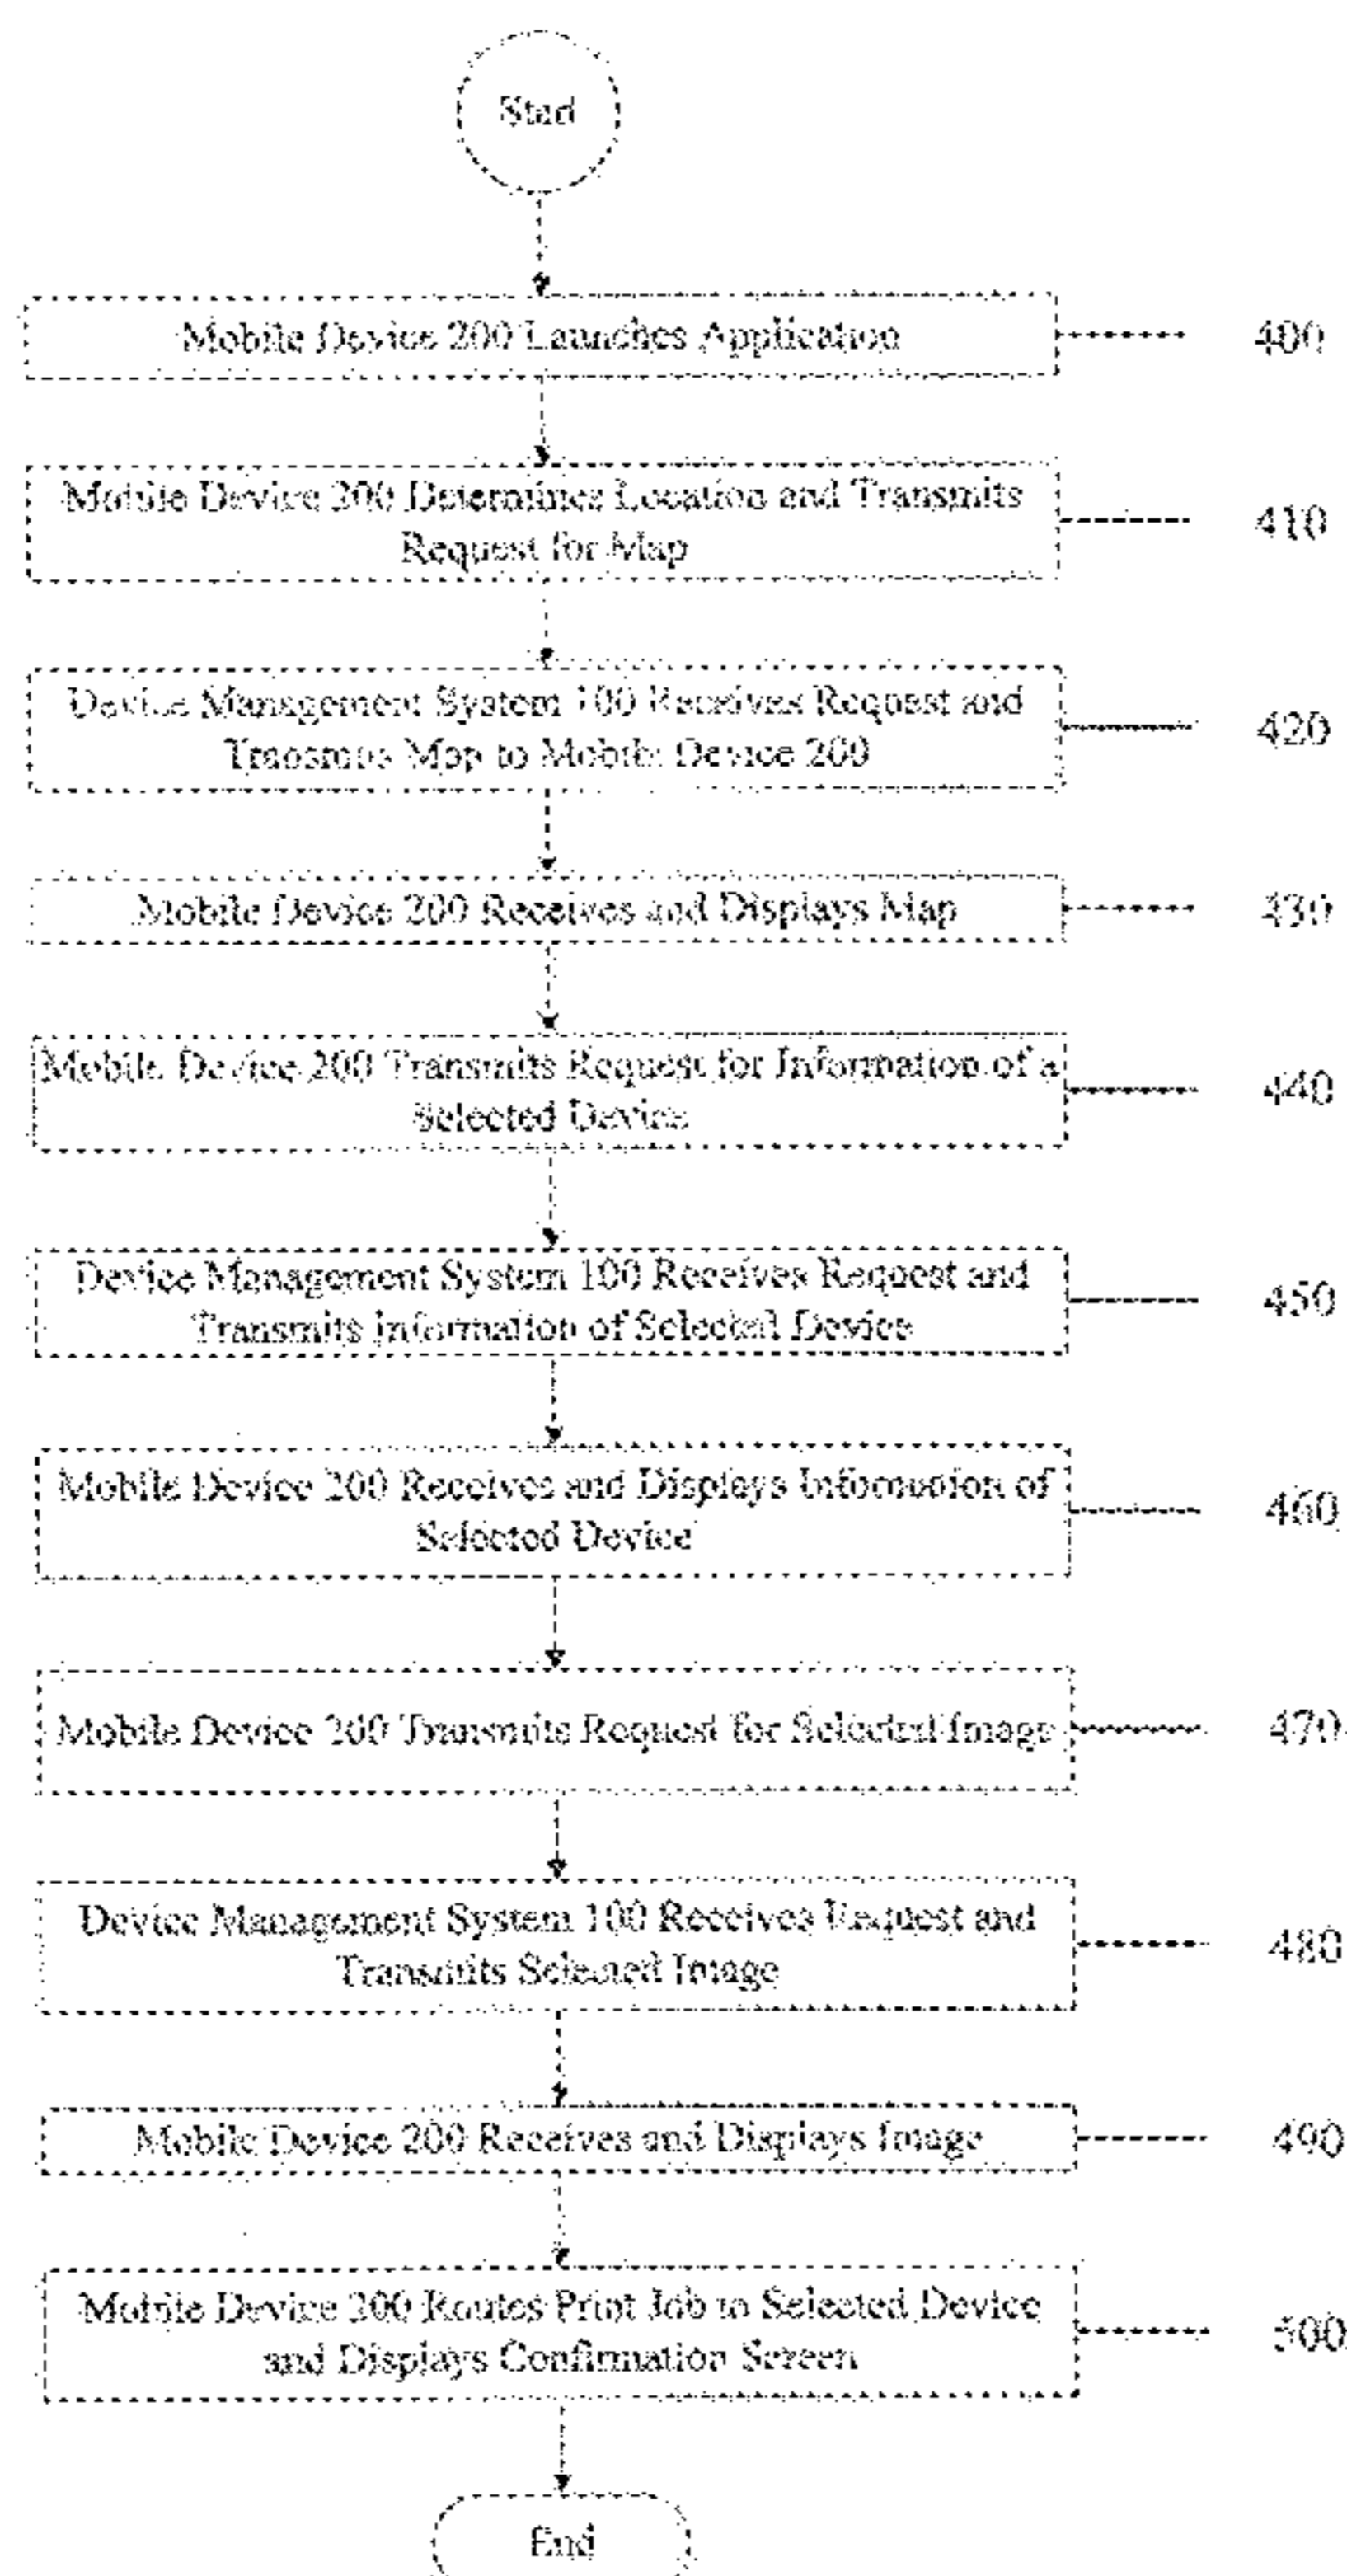 Start
Mobile Device 200 Launches Application
400
Mobile Device 200 Determines Location and Transmits
Request for Map
410
Device Management System 100 Receives Request and
Transmits Map to Mobile Device 200
420
Mobile Device 200 Receives and Displays Map
430
Mobile Device 200 Transmits Request for Information of a
Selected Device
440
Device Management System 100 Receives Request and
Transmits Information of Selected Device
450
Mobile Device 200 Receives and Displays Information of
Selected Device
460
Mobile Device 200 Transmits Request for Selected Image
470
Device Management System 100 Receives Request and
Transmits Selected Image
480
Mobile Device 200 Receives and Displays Image
490
Mobile Device 200 Routes Print Job to Selected Device
and Displays Confirmation Screen
500
End